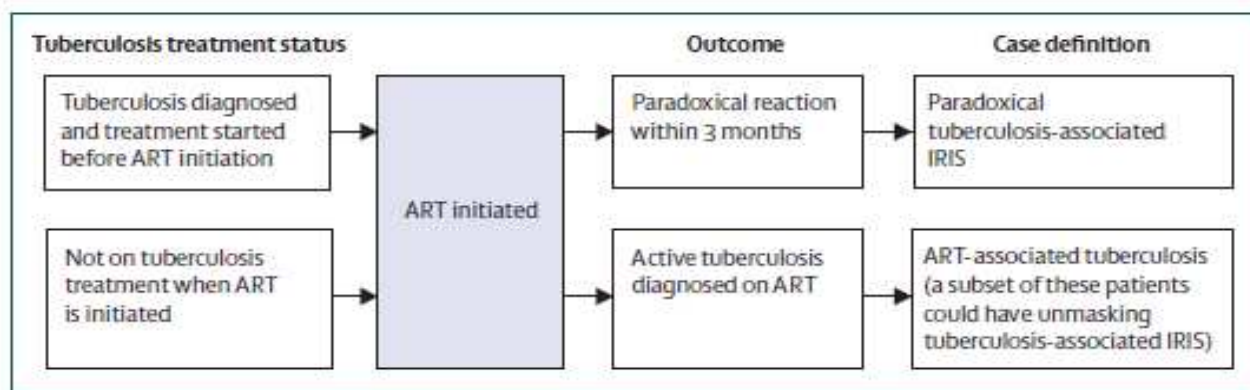 Tuberculosis treatment status
Outcome
Case definition
Tuberculosis diagnosed
and treatment started
before ART initiation
ART initiated
Paradoxical reaction
within 3 months
Paradoxical
tuberculosis-associated
IRIS
Not on tuberculosis
treatment when ART
is initiated
Active tuberculosis
diagnosed on ART
ART-associated tuberculosis
(a subset of these patients
could have unmasking
tuberculosis-associated IRIS)